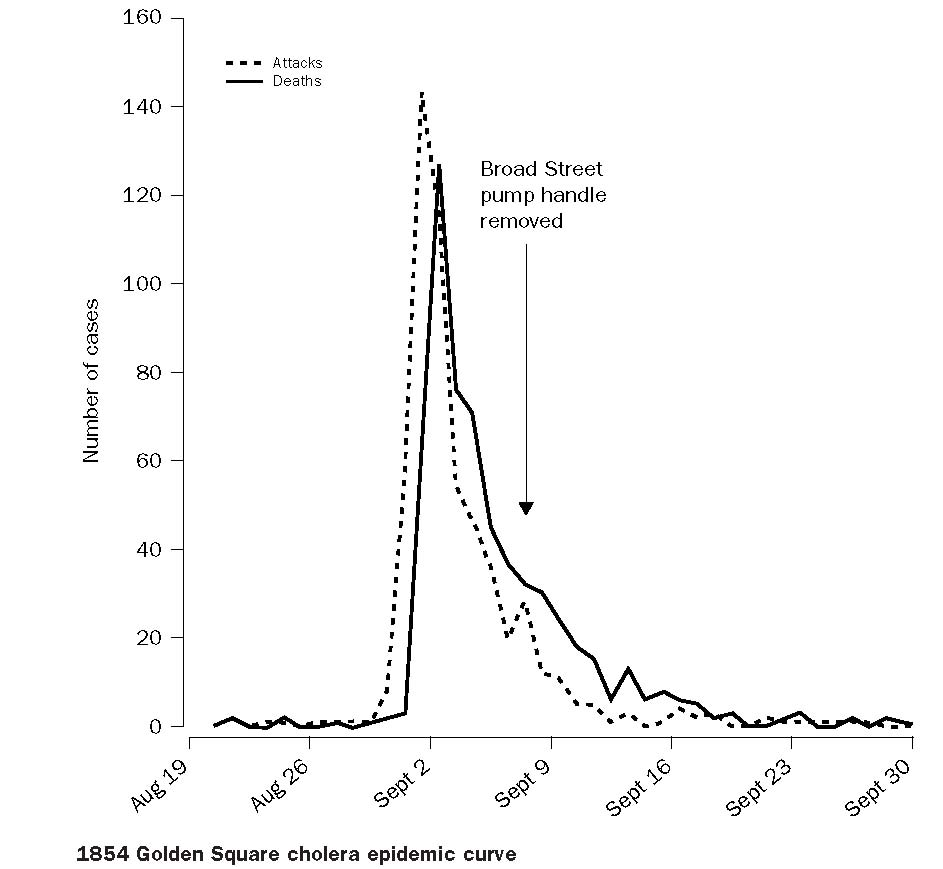 160
Attacks
Deaths
140
Broad Street
pump handle
removed
120
100
80
60
40
20
0
Number of cases
Aug 19
Aug 26
Sept 2
Sept 9
Sept 16
Sept 23
Sept 30
1854 Golden Square cholera epidemic curve